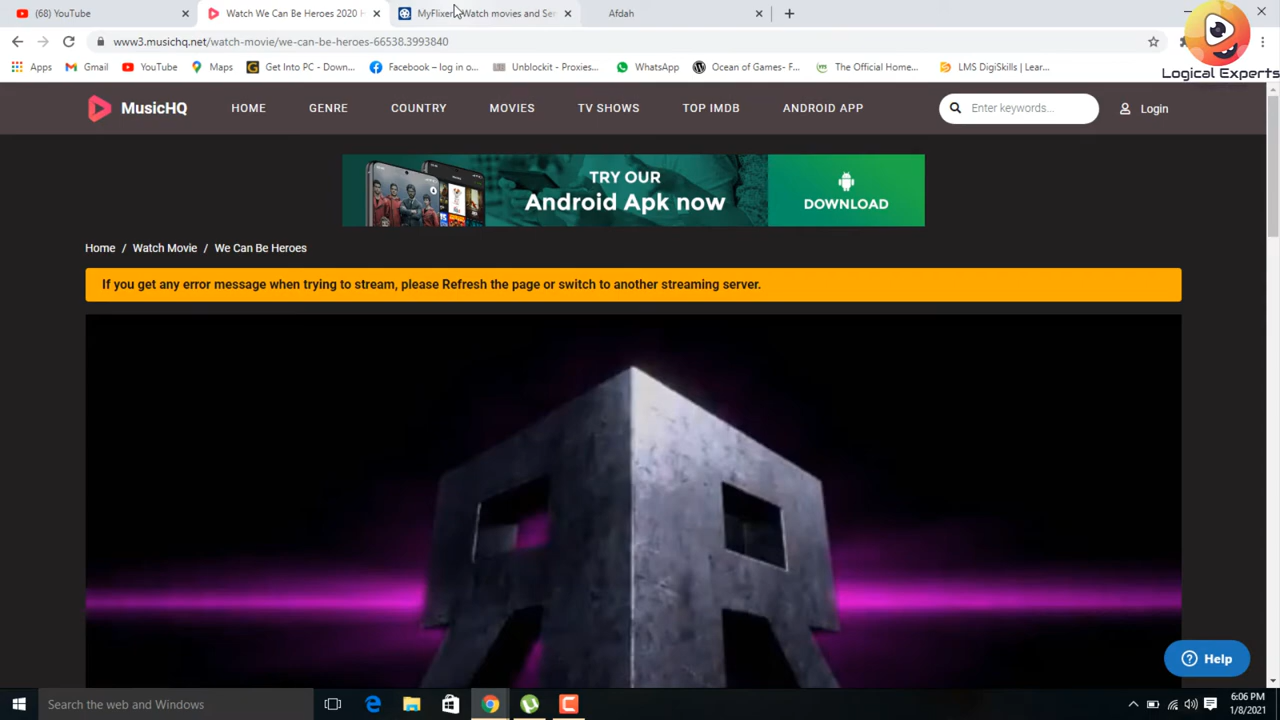 (68) YouTube
Watch We Can Be Heroes 2020 H
MyFlixer Watch movies and Ser
Afdah
www3.musichq.net/watch-movie/we-can-be-heroes-66538.3993840
Apps
Gmail
YouTube
Maps
Get Into PC - Down...
Facebook – log in o...
Unblockit - Proxies...
WhatsApp
Ocean of Games- F...
The Official Home...
LMS DigiSkills | Lear...
Logical Experts
MusicHQ
HOME
GENRE
COUNTRY
MOVIES
TV SHOWS
TOP IMDB
ANDROID APP
Enter keywords...
Login
TRY OUR
Android Apk now
DOWNLOAD
Home / Watch Movie / We Can Be Heroes
If you get any error message when trying to stream, please Refresh the page or switch to another streaming server.
Help
Search the web and Windows
6:06 PM
1/8/2021